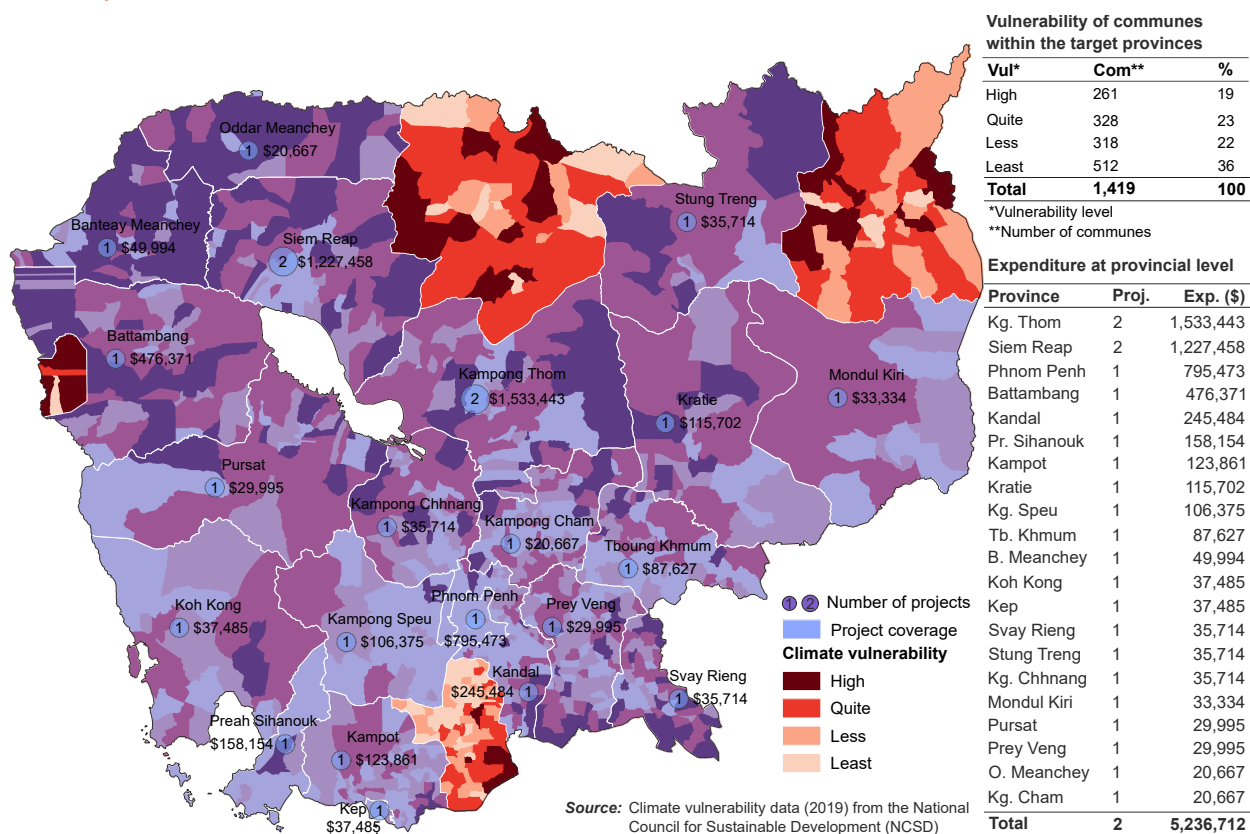 Oddar Meanchey
1 $20,667
Banteay Meanchey
1 $49,994
Siem Reap
2 $1,227,458
Stung Treng
1 $35,714
Battambang
1 $476,371
Kampong Thom
2 $1,533,443
Kratie
1 $115,702
Mondul Kiri
1 $33,334
Pursat
1 $29,995
Kampong Chhnang
1 $35,714
Kampong Cham
1 $20,667
Tboung Khmum
1 $87,627
Koh Kong
1 $37,485
Kampong Speu
1 $106,375
Phnom Penh
1
$795,473
Prey Veng
1 $29,995
Kandal
$245,484 1
Svay Rieng
1 $35,714
Preah Sihanouk
$158,154 1
Kampot
1 $123,861
Kep 1
$37,485
1 2 Number of projects
Project coverage
Climate vulnerability
High
Quite
Less
Least
Source: Climate vulnerability data (2019) from the National
Council for Sustainable Development (NCSD)
Vulnerability of communes
within the target provinces
Vul* Com** %
High 261 19
Quite 328 23
Less 318 22
Least 512 36
Total 1,419 100
*Vulnerability level
**Number of communes
Expenditure at provincial level
Province Proj. Exp. ($)
Kg. Thom 2 1,533,443
Siem Reap 2 1,227,458
Phnom Penh 1 795,473
Battambang 1 476,371
Kandal 1 245,484
Pr. Sihanouk 1 158,154
Kampot 1 123,861
Kratie 1 115,702
Kg. Speu 1 106,375
Tb. Khmum 1 87,627
B. Meanchey 1 49,994
Koh Kong 1 37,485
Kep 1 37,485
Svay Rieng 1 35,714
Stung Treng 1 35,714
Kg. Chhnang 1 35,714
Mondul Kiri 1 33,334
Pursat 1 29,995
Prey Veng 1 29,995
O. Meanchey 1 20,667
Kg. Cham 1 20,667
Total 2 5,236,712